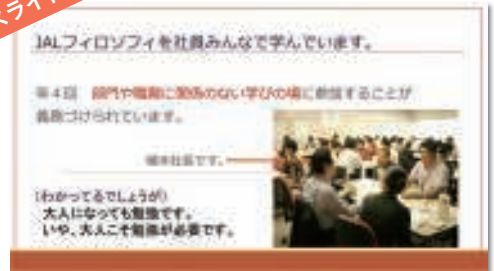 スライド
JALフィロソフィを社員みんなで学んでいます。
年4回 部門や職種に関係のない学びの場に参加することが
義務づけられています。
植木社長です。
(わかってるでしょうが)
大人になっても勉強です。
いや、大人こそ勉強が必要です。